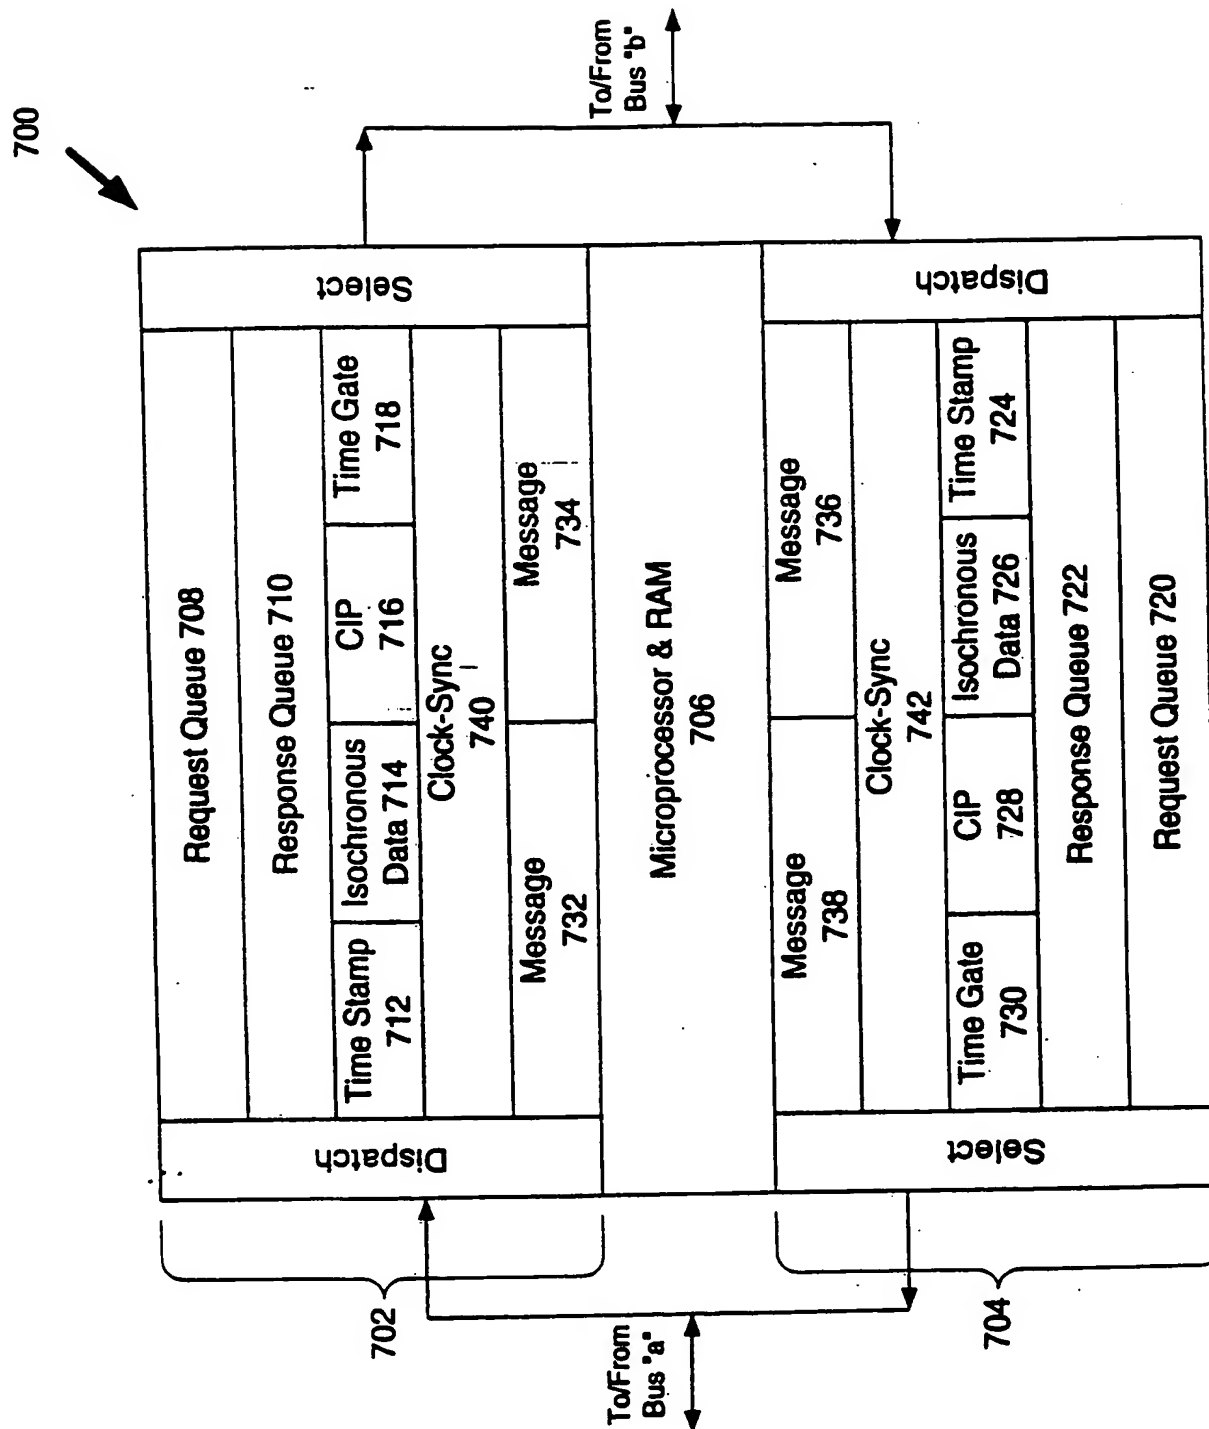 700
To/From
Bus "b"
Select
Request Queue 708
Response Queue 710
Time Stamp
712
Isochronous
Data 714
CIP
716
Time Gate
718
Clock-Sync
740
Message
732
Message
734
Dispatch
702
Microprocessor & RAM
706
Dispatch
Message
738
Message
736
Clock-Sync
742
Time Gate
730
CIP
728
Isochronous
Data 726
Time Stamp
724
Response Queue 722
Request Queue 720
Select
704
To/From
Bus "a"